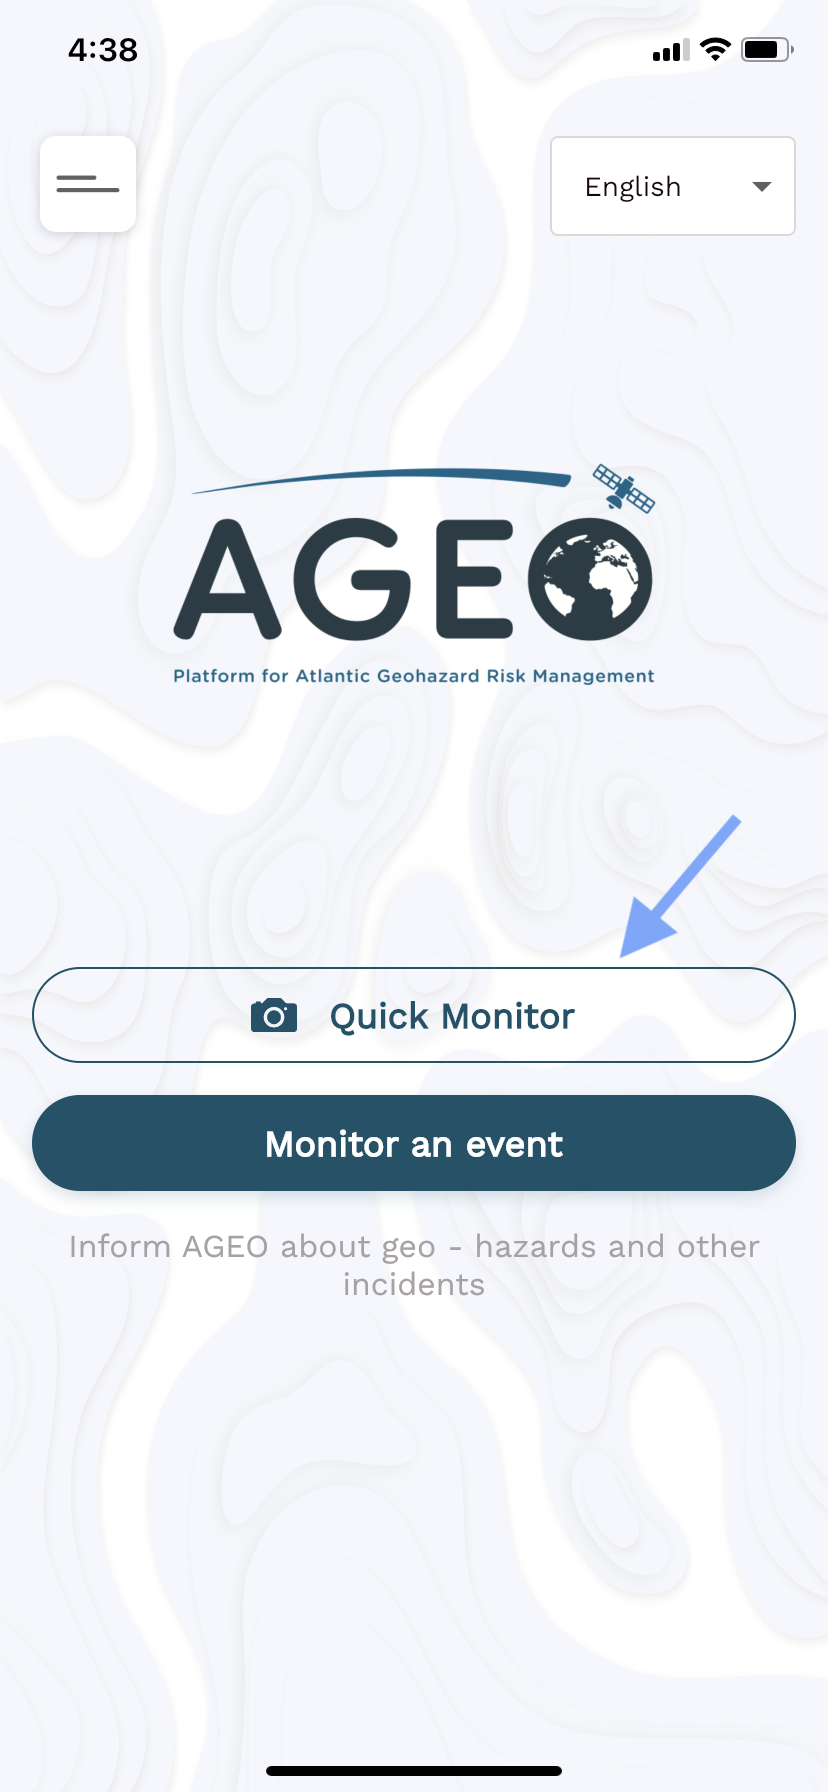 4:38
English
AGEO
Platform for Atlantic Geohazard Risk Management
Quick Monitor
Monitor an event
Inform AGEO about geo - hazards and other
incidents